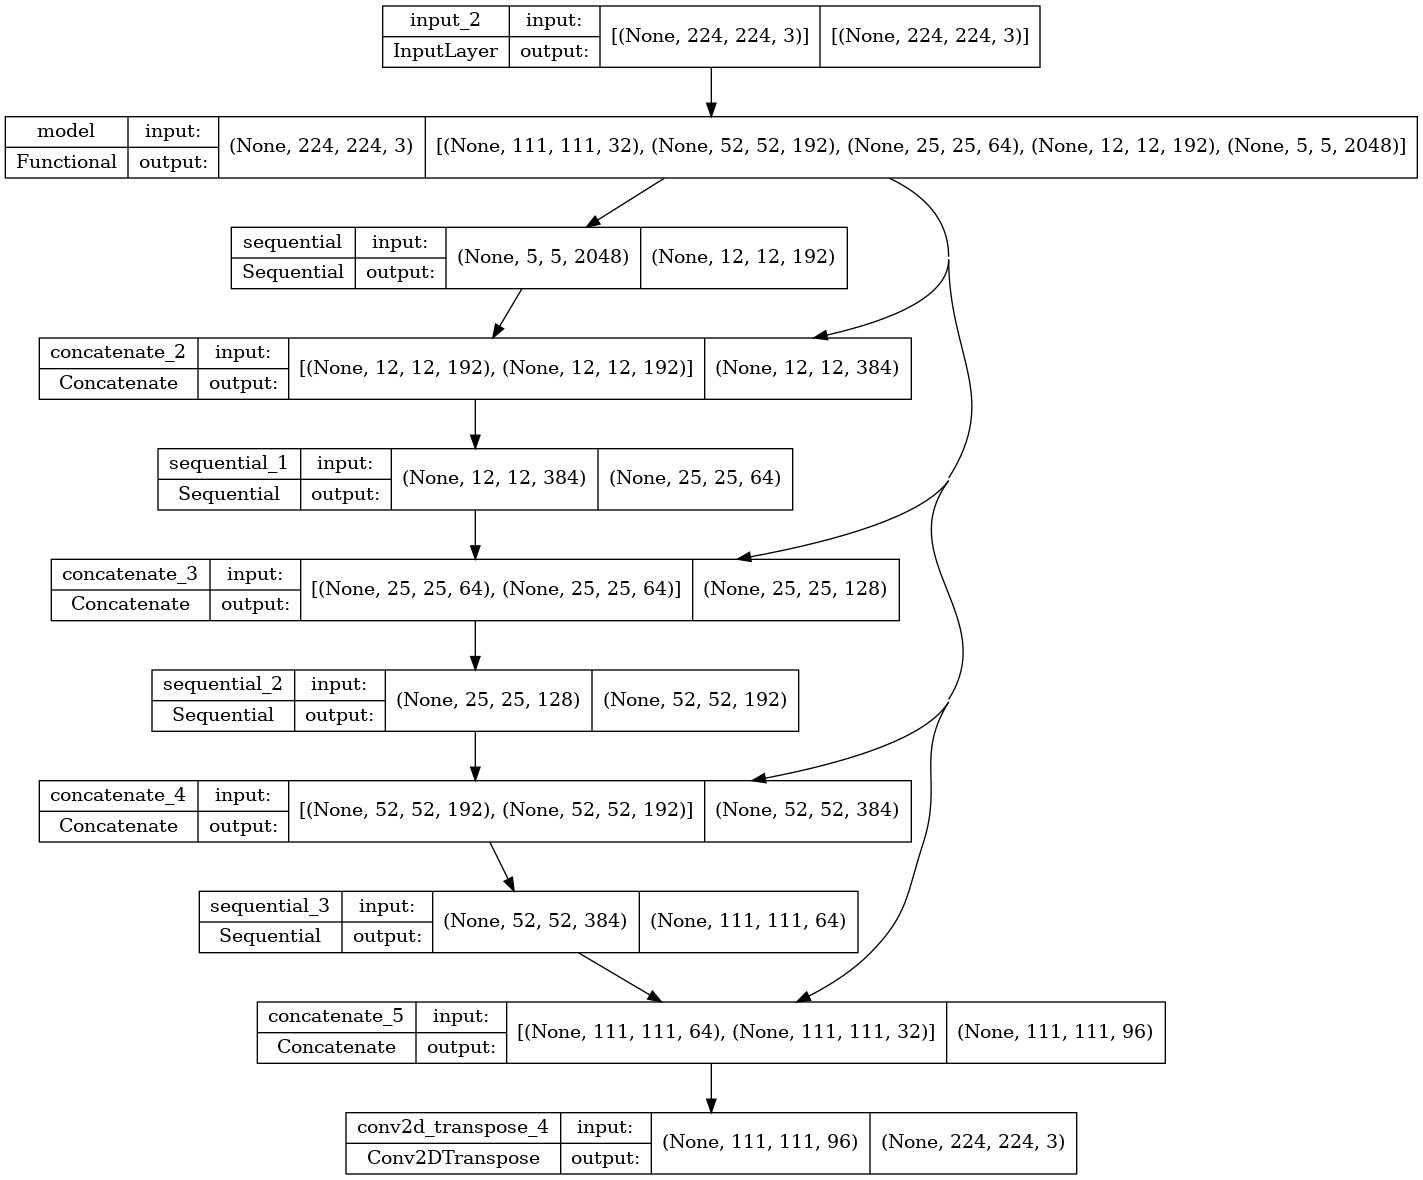 input_2 input: [(None, 224, 224, 3)] [(None, 224, 224, 3)]
InputLayer output:
model input: (None, 224, 224, 3) [(None, 111, 111, 32), (None, 52, 52, 192), (None, 25, 25, 64), (None, 12, 12, 192), (None, 5, 5, 2048)]
Functional output:
sequential input: (None, 5, 5, 2048) (None, 12, 12, 192)
Sequential output:
concatenate_2 input: [(None, 12, 12, 192), (None, 12, 12, 192)] (None, 12, 12, 384)
Concatenate output:
sequential_1 input: (None, 12, 12, 384) (None, 25, 25, 64)
Sequential output:
concatenate_3 input: [(None, 25, 25, 64), (None, 25, 25, 64)] (None, 25, 25, 128)
Concatenate output:
sequential_2 input: (None, 25, 25, 128) (None, 52, 52, 192)
Sequential output:
concatenate_4 input: [(None, 52, 52, 192), (None, 52, 52, 192)] (None, 52, 52, 384)
Concatenate output:
sequential_3 input: (None, 52, 52, 384) (None, 111, 111, 64)
Sequential output:
concatenate_5 input: [(None, 111, 111, 64), (None, 111, 111, 32)] (None, 111, 111, 96)
Concatenate output:
conv2d_transpose_4 input: (None, 111, 111, 96) (None, 224, 224, 3)
Conv2DTranspose output: